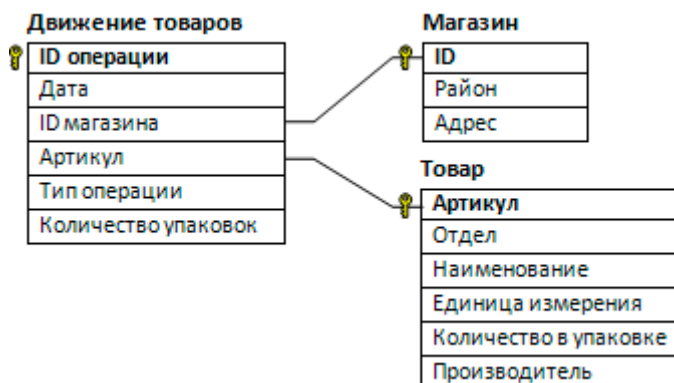 Движение товаров
ID операции
Дата
ID магазина
Артикул
Тип операции
Количество упаковок
Магазин
ID
Район
Адрес
Товар
Артикул
Отдел
Наименование
Единица измерения
Количество в упаковке
Производитель